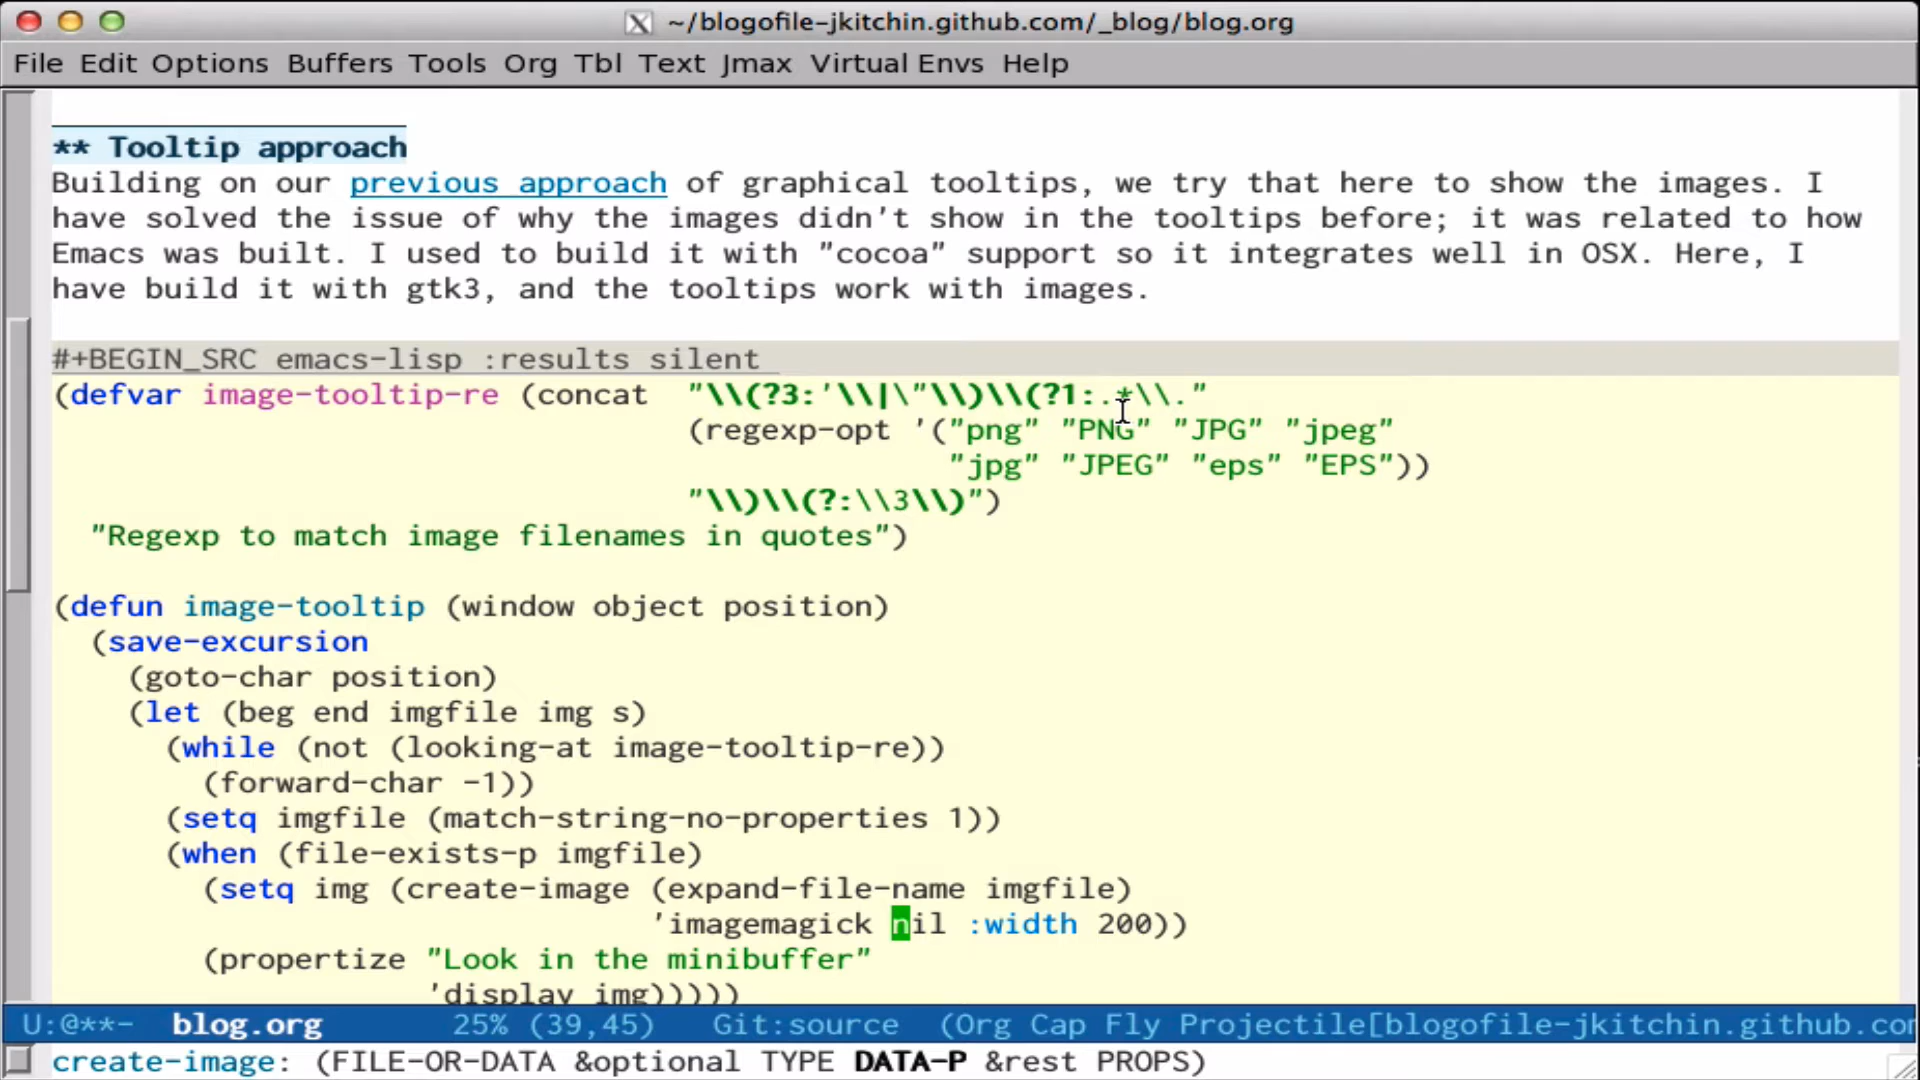 ~/blogofile-jkitchin.github.com/_blog/blog.org
File Edit Options Buffers Tools Org Tbl Text Jmax Virtual Envs Help
** Tooltip approach
Building on our previous approach of graphical tooltips, we try that here to show the images. I
have solved the issue of why the images didn't show in the tooltips before; it was related to how
Emacs was built. I used to build it with "cocoa" support so it integrates well in OSX. Here, I
have build it with gtk3, and the tooltips work with images.
#+BEGIN_SRC emacs-lisp :results silent
(defvar image-tooltip-re (concat  "\\(?3:'\\|\"\\)\\(?1:.*\\."
(regexp-opt '("png" "PNG" "JPG" "jpeg"
"jpg" "JPEG" "eps" "EPS"))
"\\)\\(?:\\3\\)")
"Regexp to match image filenames in quotes")
(defun image-tooltip (window object position)
(save-excursion
(goto-char position)
(let (beg end imgfile img s)
(while (not (looking-at image-tooltip-re))
(forward-char -1))
(setq imgfile (match-string-no-properties 1))
(when (file-exists-p imgfile)
(setq img (create-image (expand-file-name imgfile)
'imagemagick nil :width 200))
(propertize "Look in the minibuffer"
'display img)))))
U:@**-  blog.org  25% (39,45)  Git:source  (Org Cap Fly Projectile[blogofile-jkitchin.github.com
create-image: (FILE-OR-DATA &optional TYPE DATA-P &rest PROPS)